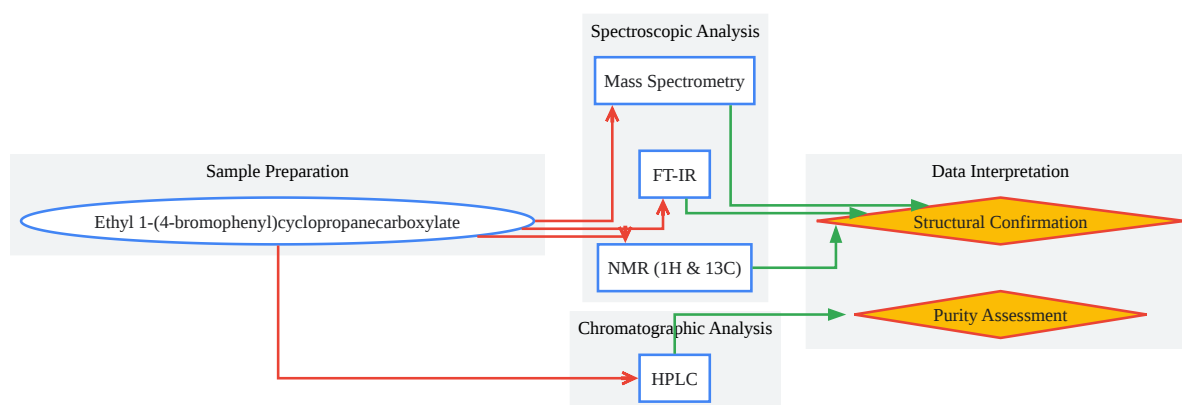 Spectroscopic Analysis
Mass Spectrometry
Sample Preparation
FT-IR
Data Interpretation
Ethyl 1-(4-bromophenyl)cyclopropanecarboxylate
Structural Confirmation
NMR (1H & 13C)
Purity Assessment
Chromatographic Analysis
HPLC